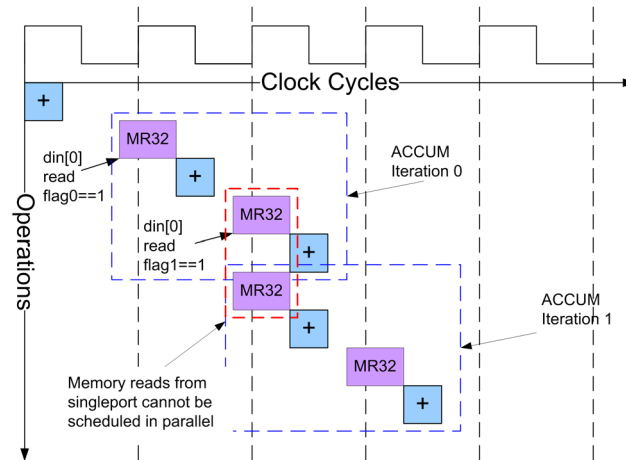 Clock Cycles
+
MR32
din[0]
read
flag0==1
+
ACCUM
Iteration 0
Operations
MR32
din[0]
read
flag1==1
+
MR32
+
ACCUM
Iteration 1
MR32
Memory reads from
singleport cannot be
scheduled in parallel
+